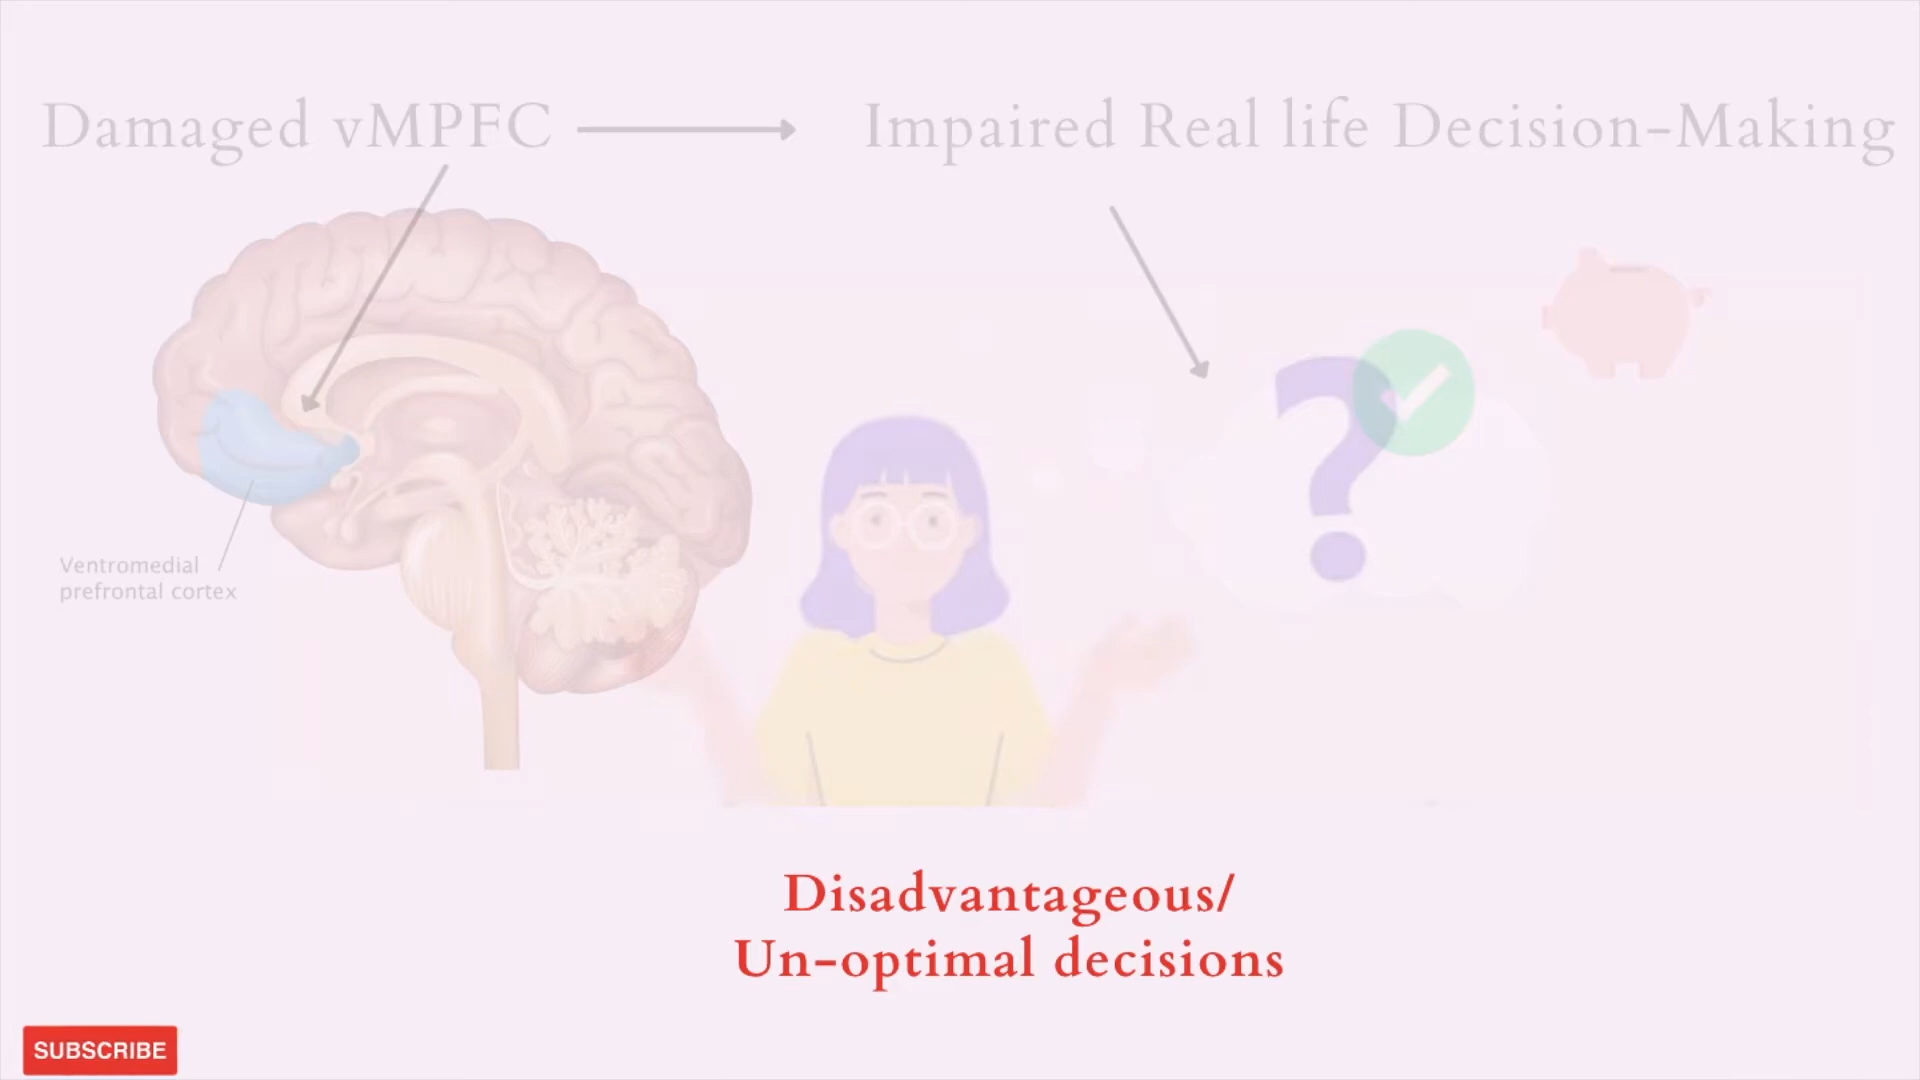 Damaged vMPFC
Impaired Real life Decision-Making
Ventromedial
prefrontal cortex
?
Disadvantageous/
Un-optimal decisions
SUBSCRIBE